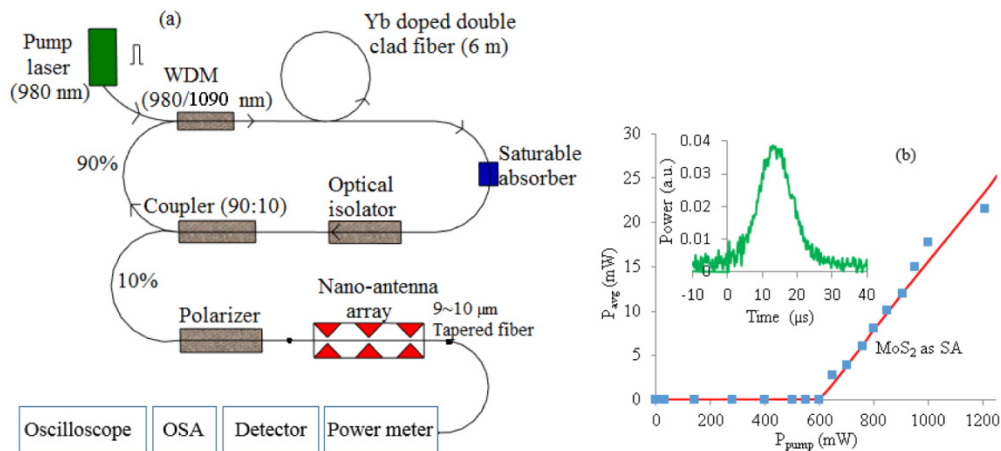 (a)
Yb doped double
clad fiber (6 m)
Pump
laser
(980 nm)
WDM
(980/1090 nm)
90%
Saturable
absorber
Coupler (90:10)
Optical
isolator
10%
Nano-antenna
array
9~10 µm
Tapered fiber
Polarizer
Oscilloscope
OSA
Detector
Power meter
(b)
30
25
20
15
10
5
0
P_avg (mW)
0 200 400 600 800 1000 1200
P_pump (mW)
MoS₂ as SA
0.04
0.03
0.02
0.01
0
Power (a.u.)
-10 0 10 20 30 40
Time (µs)